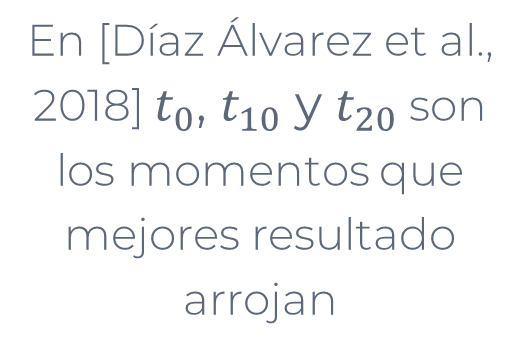 En [Díaz Álvarez et al.,
2018] t₀, t₁₀ y t₂₀ son
los momentos que
mejores resultado
arrojan